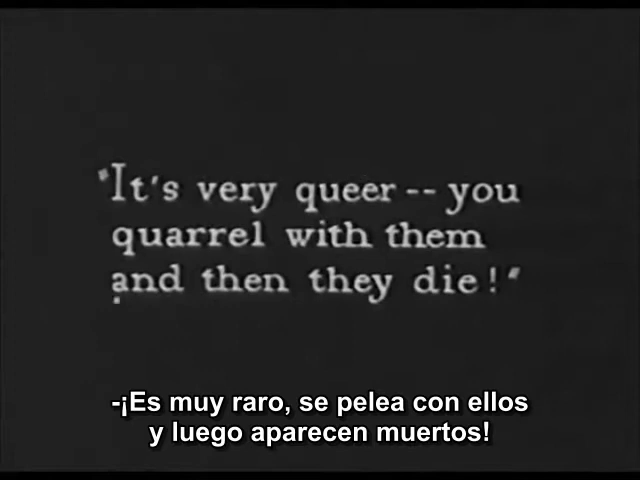 "It's very queer -- you
quarrel with them
and then they die!"
-¡Es muy raro, se pelea con ellos
y luego aparecen muertos!